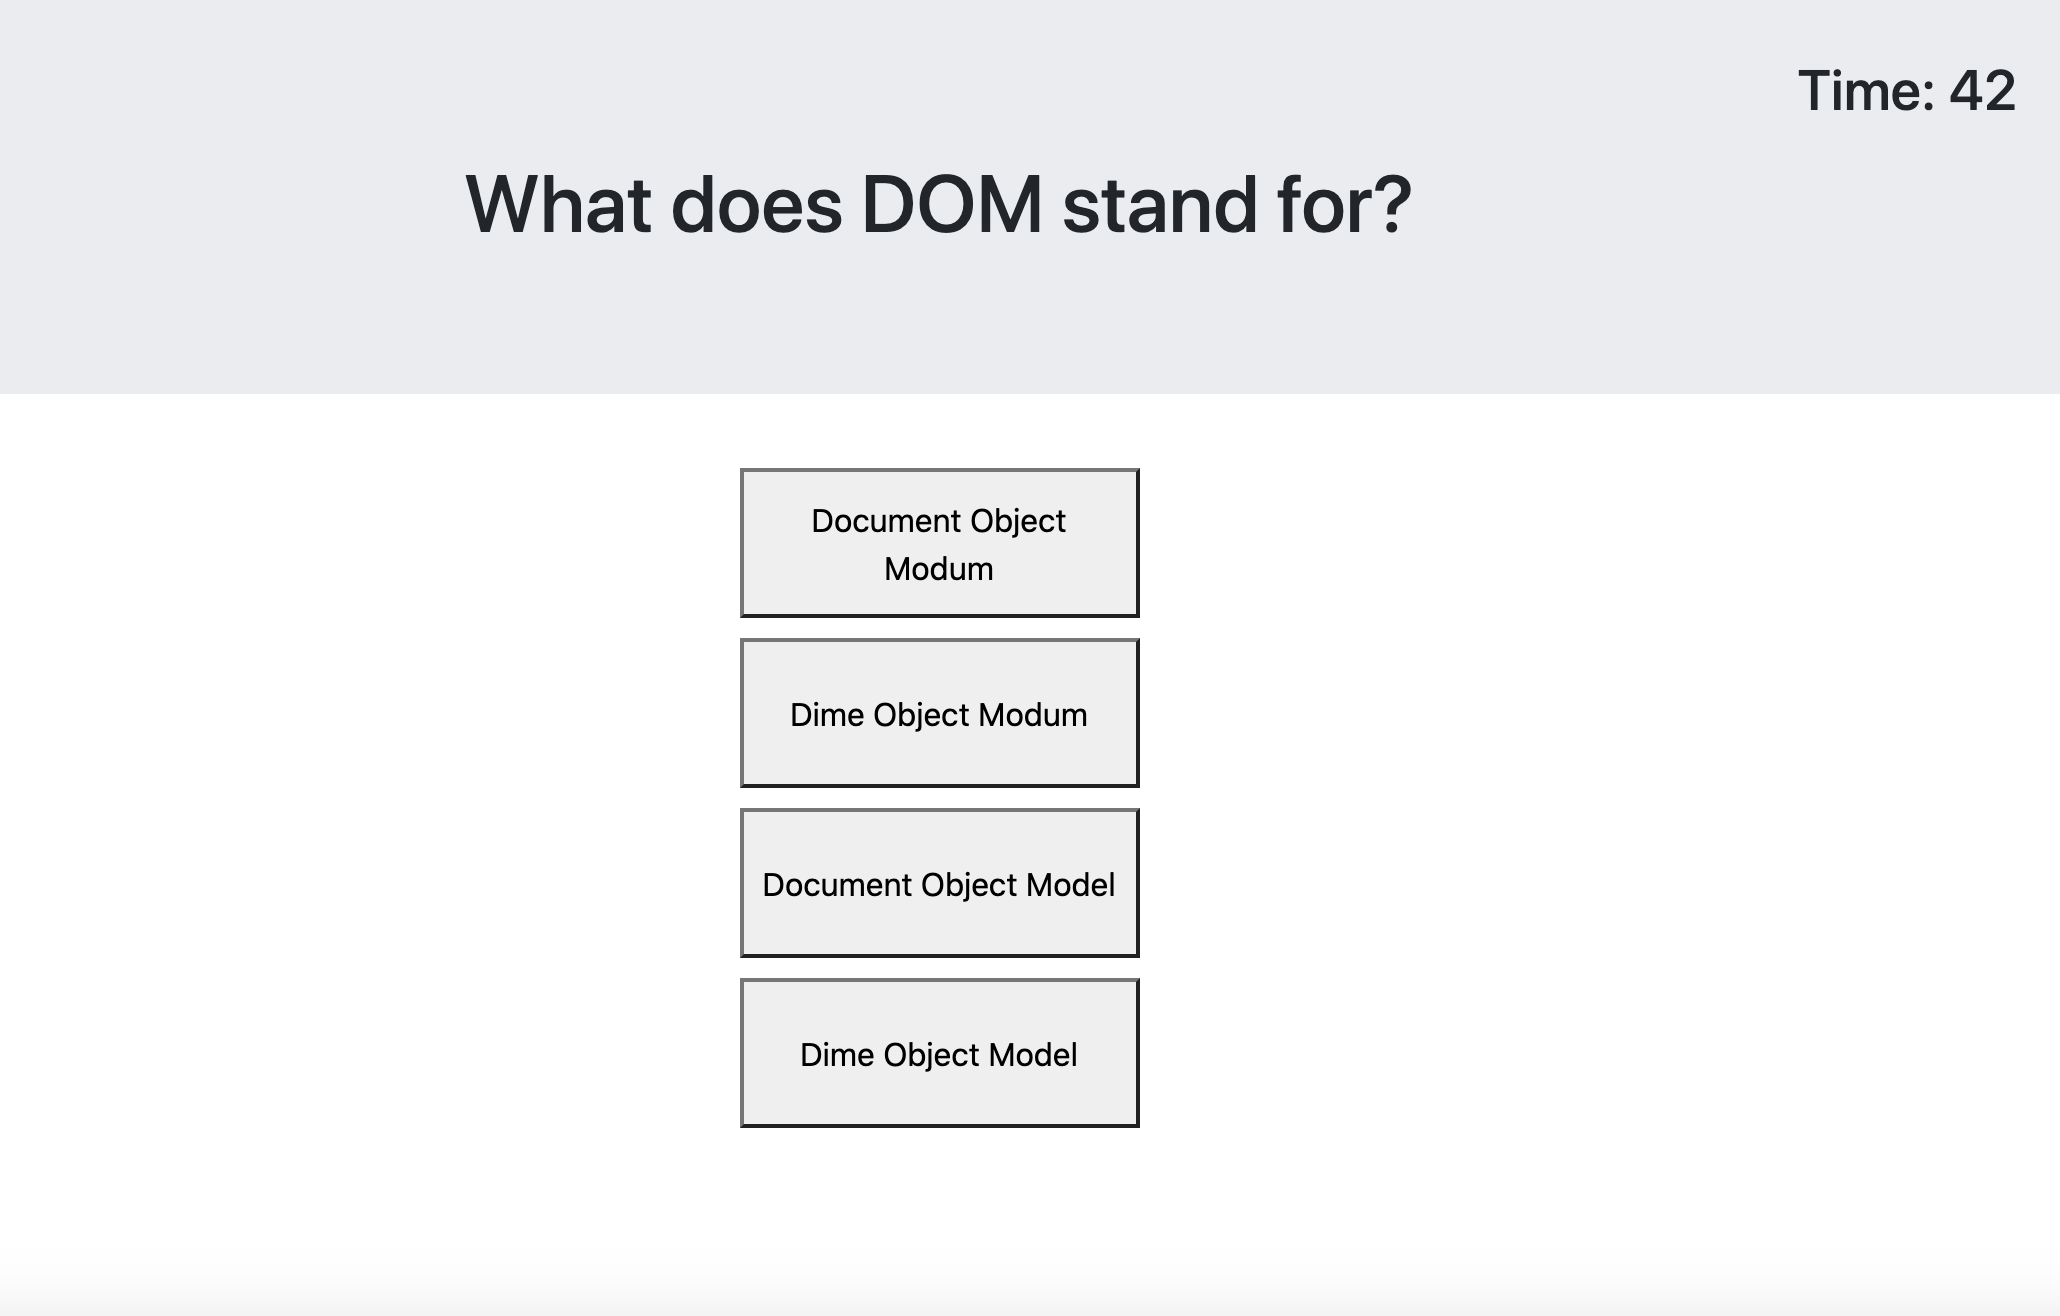 Time: 42
What does DOM stand for?
Document Object
Modum
Dime Object Modum
Document Object Model
Dime Object Model